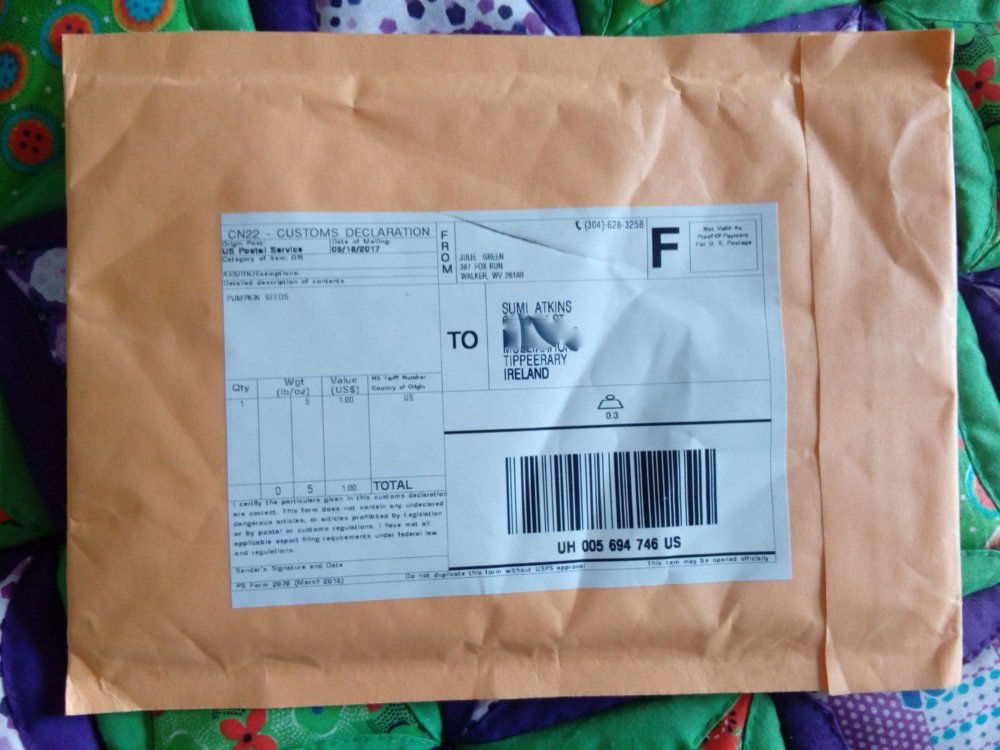 CN22 - CUSTOMS DECLARATION
Origin Post:
US Postal Service
Date of Mailing:
05/18/2017
Category of Item: Gift
AES/ITN/Exemptions:
Detailed description of contents
PUMPKIN SEEDS
Qty
Wgt
(lb/oz)
Value
(US$)
HS Tariff Number
Country of Origin
1 5 1.00 US
0 5 1.00 TOTAL
I certify the particulars given in this customs declaration
are correct. This form does not contain any undeclared
dangerous articles, or articles prohibited by Legislation
or by postal or customs regulations. I have met all
applicable export filing requirements under federal law
and regulations.
Sender's Signature and Date
PS Form 2976 (March 2015)
Do not duplicate this form without USPS approval
This item may be opened officially
FROM
(304)-628-3258
JULIE GREEN
397 FOX RUN
WALKER, WV 26180
F
Not Valid As
Proof-Of-Payment
For U. S. Postage
TO
SUMI ATKINS
ST
TIPPEERARY
IRELAND
0.3
UH 005 694 746 US